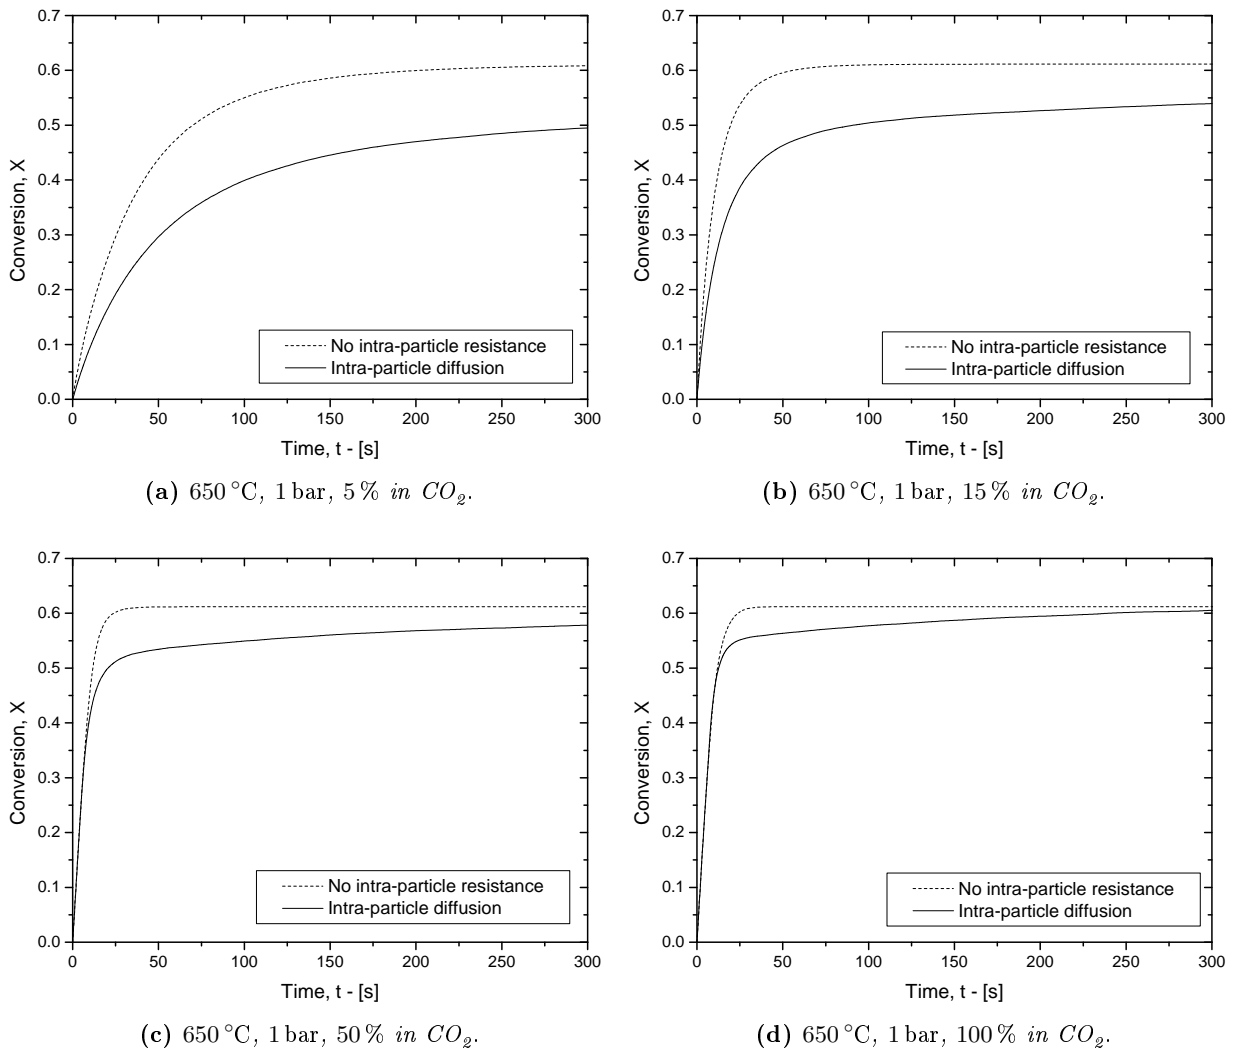 0.7
0.6
0.5
0.4
0.3
0.2
0.1
0.0
Conversion, X
No intra-particle resistance
Intra-particle diffusion
0 50 100 150 200 250 300
Time, t - [s]
(a) 650 °C, 1 bar, 5 % in CO₂.
0.7
0.6
0.5
0.4
0.3
0.2
0.1
0.0
Conversion, X
No intra-particle resistance
Intra-particle diffusion
0 50 100 150 200 250 300
Time, t - [s]
(b) 650 °C, 1 bar, 15 % in CO₂.
0.7
0.6
0.5
0.4
0.3
0.2
0.1
0.0
Conversion, X
No intra-particle resistance
Intra-particle diffusion
0 50 100 150 200 250 300
Time, t - [s]
(c) 650 °C, 1 bar, 50 % in CO₂.
0.7
0.6
0.5
0.4
0.3
0.2
0.1
0.0
Conversion, X
No intra-particle resistance
Intra-particle diffusion
0 50 100 150 200 250 300
Time, t - [s]
(d) 650 °C, 1 bar, 100 % in CO₂.